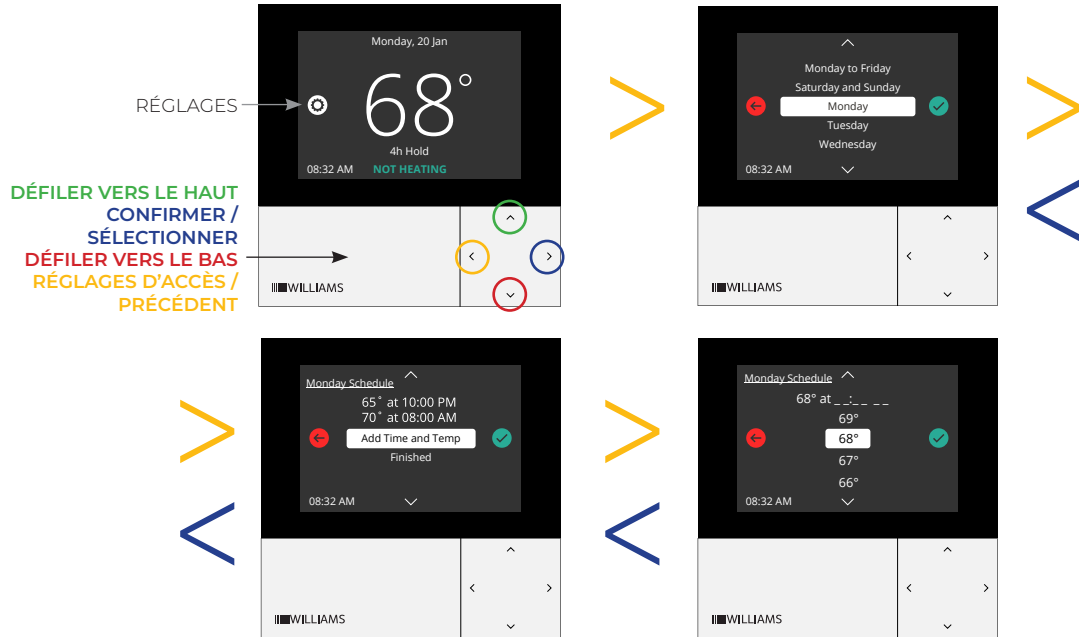 Monday, 20 Jan
68°
4h Hold
08:32 AM NOT HEATING
RÉGLAGES
DÉFILER VERS LE HAUT
CONFIRMER /
SÉLECTIONNER
DÉFILER VERS LE BAS
RÉGLAGES D'ACCÈS /
PRÉCÉDENT
WILLIAMS
Monday to Friday
Saturday and Sunday
Monday
Tuesday
Wednesday
08:32 AM
WILLIAMS
Monday Schedule
65° at 10:00 PM
70° at 08:00 AM
Add Time and Temp
Finished
08:32 AM
WILLIAMS
Monday Schedule
68° at _ _:_ _ _ _
69°
68°
67°
66°
08:32 AM
WILLIAMS